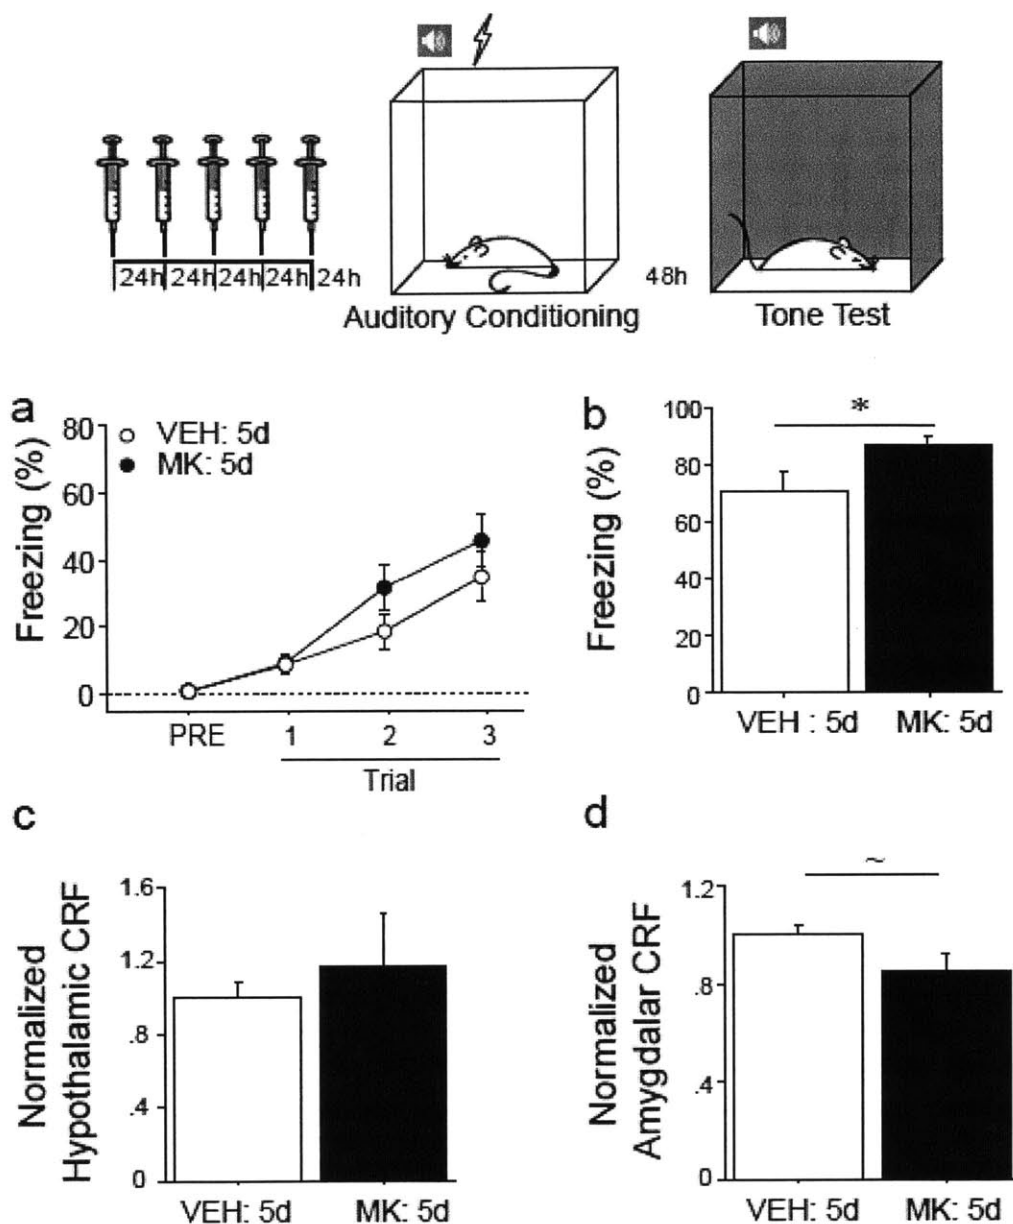 24h 24h 24h 24h 24h
48h
Auditory Conditioning
Tone Test
a
80
60
40
20
0
Freezing (%)
VEH: 5d
MK: 5d
PRE 1 2 3
Trial
b
*
100
80
60
40
20
0
Freezing (%)
VEH : 5d MK: 5d
c
1.6
1.2
.8
.4
0
Normalized
Hypothalamic CRF
VEH: 5d MK: 5d
d
~
1.2
.8
.4
0
Normalized
Amygdalar CRF
VEH: 5d MK: 5d